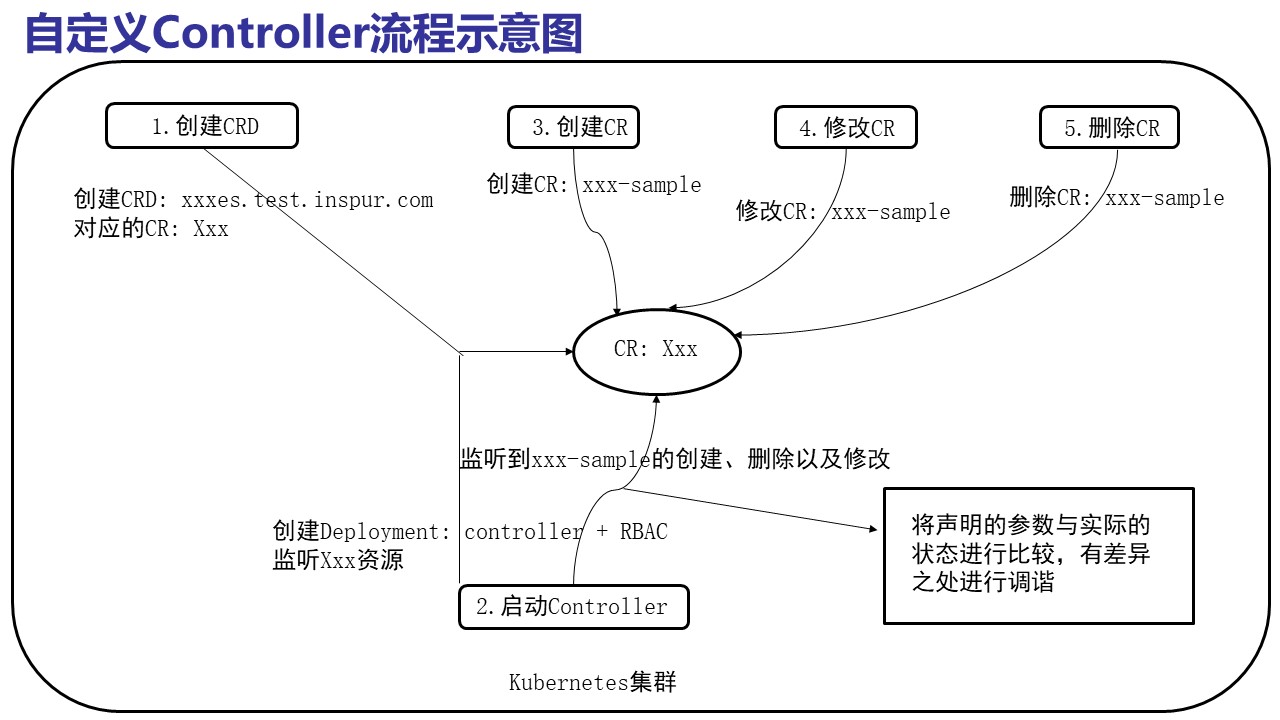 自定义Controller流程示意图
1.创建CRD
3.创建CR
4.修改CR
5.删除CR
创建CRD: xxxes.test.inspur.com
对应的CR: Xxx
创建CR: xxx-sample
修改CR: xxx-sample
删除CR: xxx-sample
CR: Xxx
监听到xxx-sample的创建、删除以及修改
创建Deployment: controller + RBAC
监听Xxx资源
将声明的参数与实际的
状态进行比较，有差异
之处进行调谐
2.启动Controller
Kubernetes集群